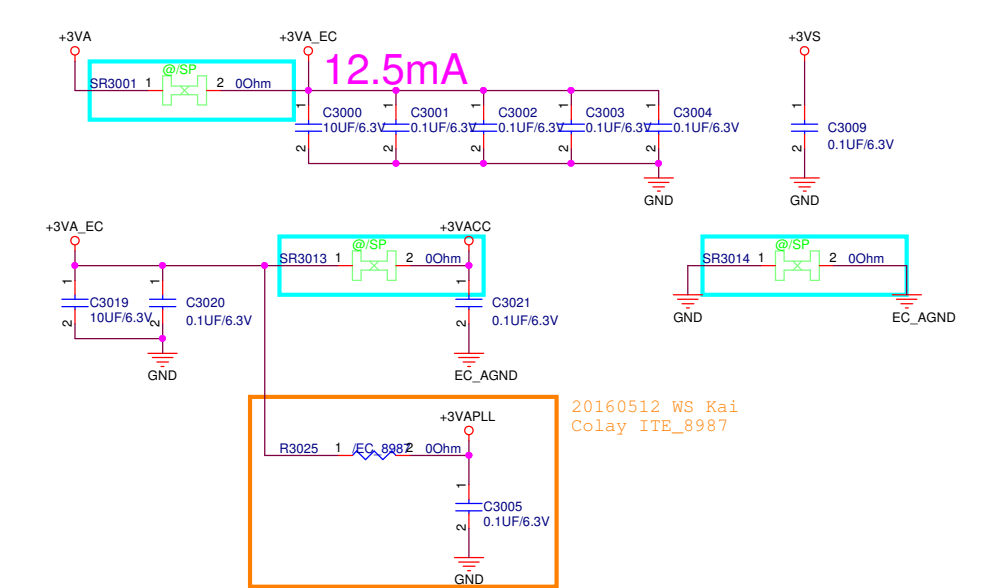 +3VA
+3VA_EC
+3VS
12.5mA
@/SP
SR3001 1 2 0Ohm
1 C3000 10UF/6.3V 2
1 C3001 0.1UF/6.3V 2
1 C3002 0.1UF/6.3V 2
1 C3003 0.1UF/6.3V 2
1 C3004 0.1UF/6.3V 2
1 C3009 0.1UF/6.3V 2
GND
GND
+3VA_EC
+3VACC
@/SP
SR3013 1 2 0Ohm
@/SP
SR3014 1 2 0Ohm
1 C3019 10UF/6.3V 2
1 C3020 0.1UF/6.3V 2
1 C3021 0.1UF/6.3V 2
GND
EC_AGND
GND
EC_AGND
20160512 WS Kai
Colay ITE_8987
+3VAPLL
R3025 1 /EC_8987 2 0Ohm
1 C3005 0.1UF/6.3V 2
GND